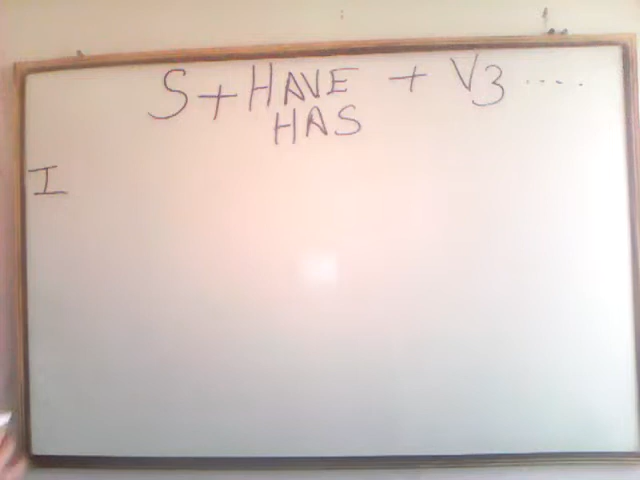 S + HAVE + V3 ....
HAS
I